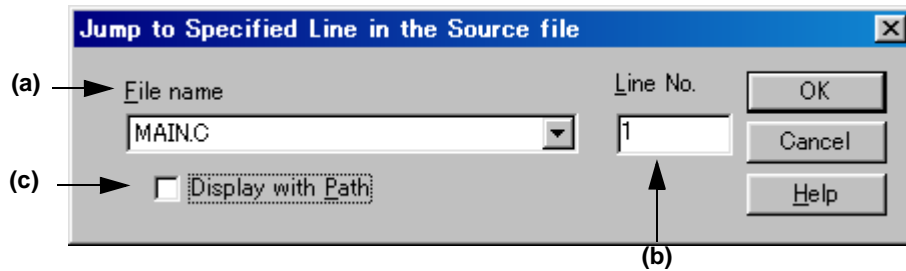 Jump to Specified Line in the Source file
(a)
File name
Line No.
OK
MAIN.C
1
Cancel
(c)
Display with Path
Help
(b)